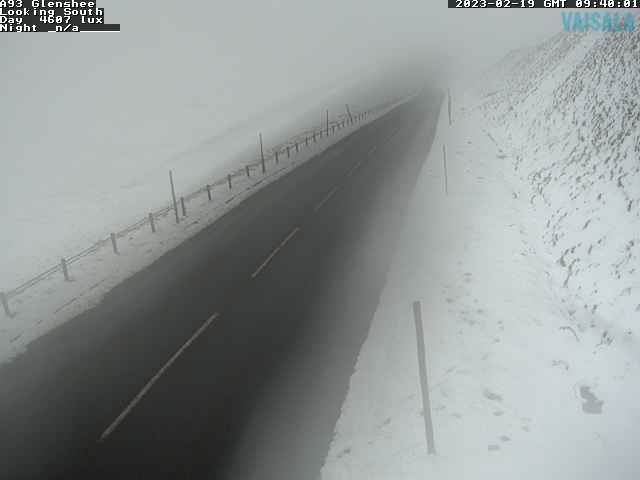 A93 Glenshee
Looking South
Day 4607 lux
Night n/a
2023-02-19 GMT 09:40:01
VAISALA